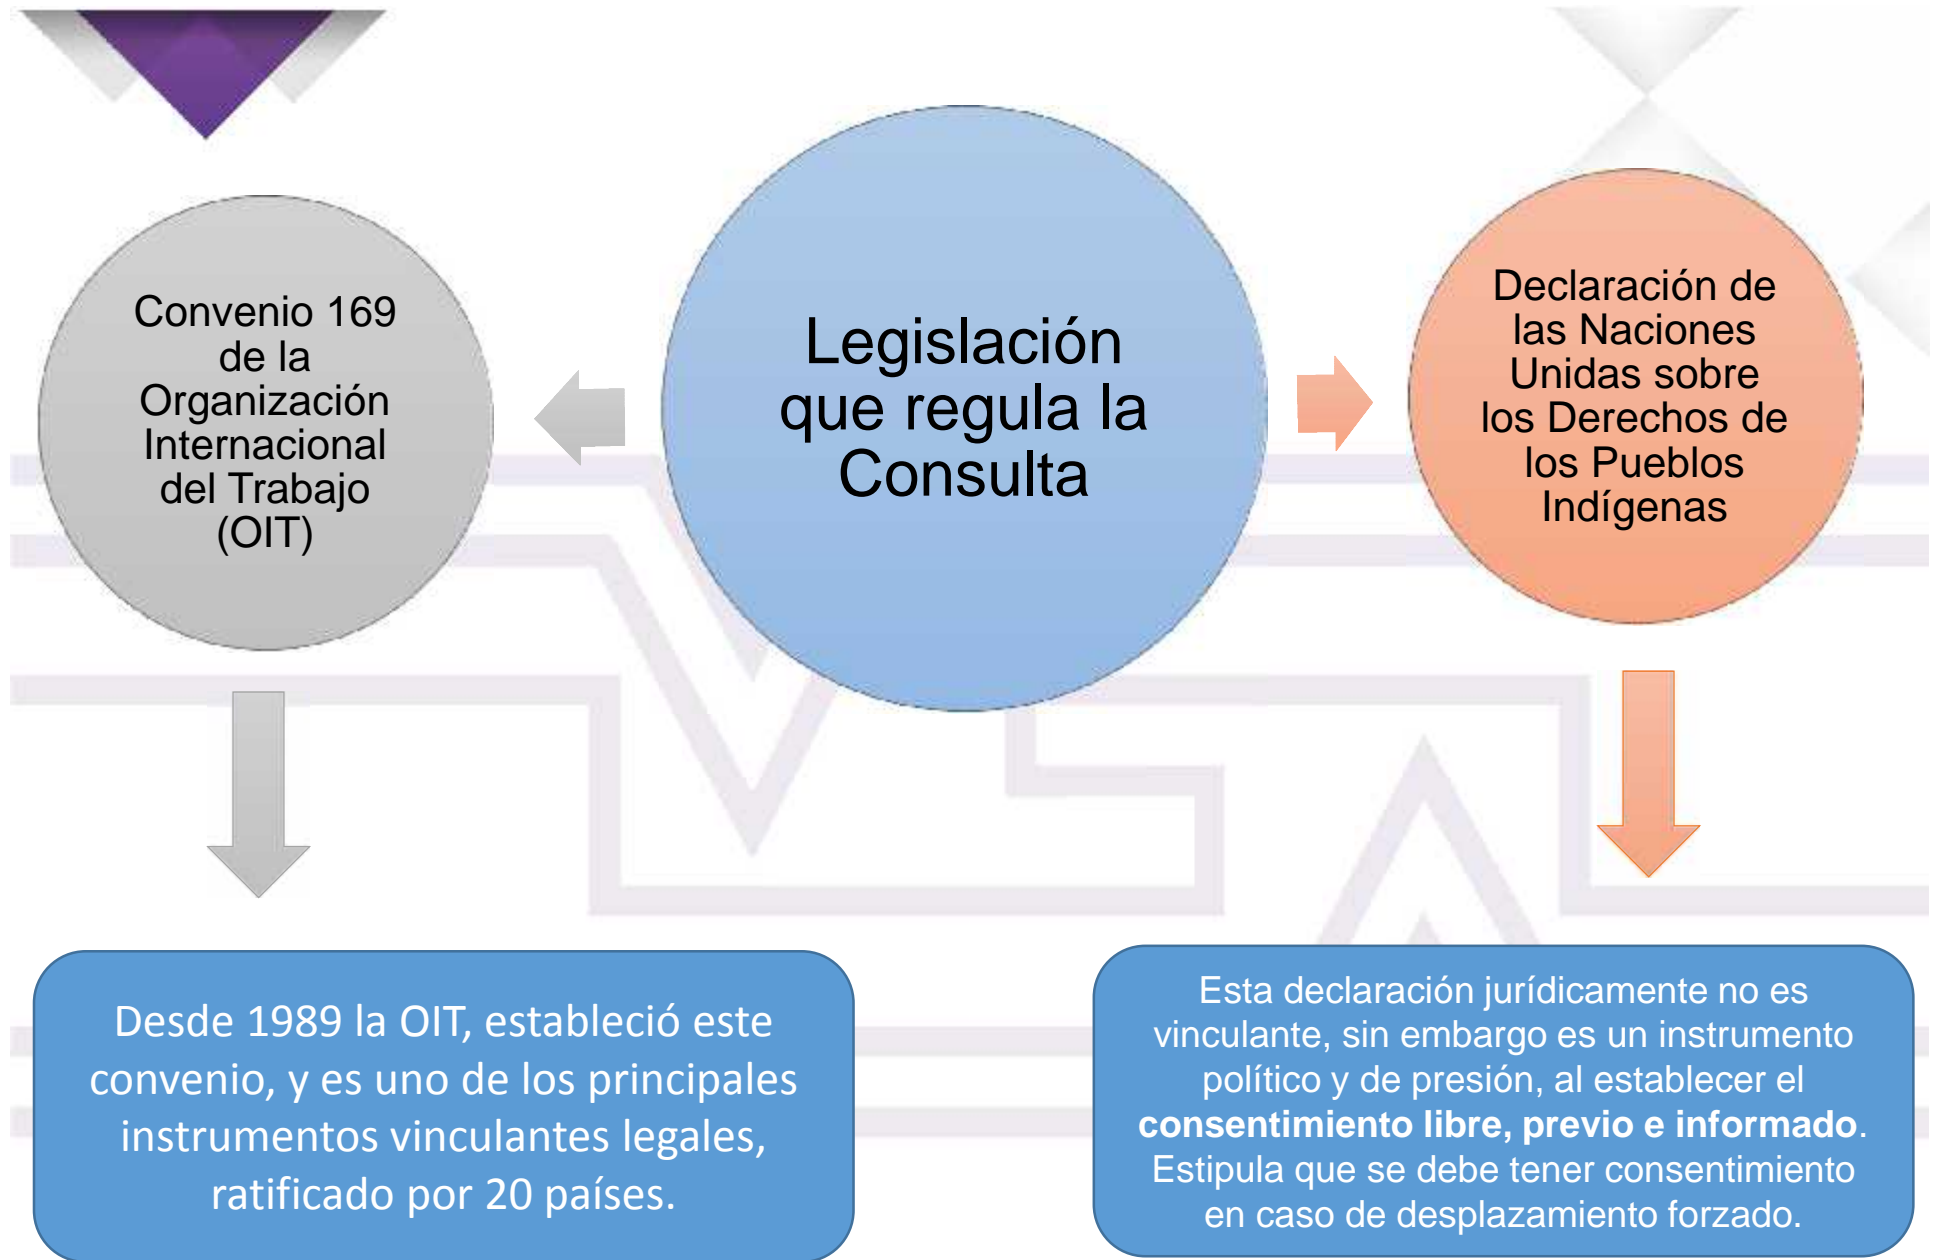 Convenio 169
de la
Organización
Internacional
del Trabajo
(OIT)
Legislación
que regula la
Consulta
Declaración de
las Naciones
Unidas sobre
los Derechos de
los Pueblos
Indígenas
Desde 1989 la OIT, estableció este
convenio, y es uno de los principales
instrumentos vinculantes legales,
ratificado por 20 países.
Esta declaración jurídicamente no es
vinculante, sin embargo es un instrumento
político y de presión, al establecer el
consentimiento libre, previo e informado.
Estipula que se debe tener consentimiento
en caso de desplazamiento forzado.